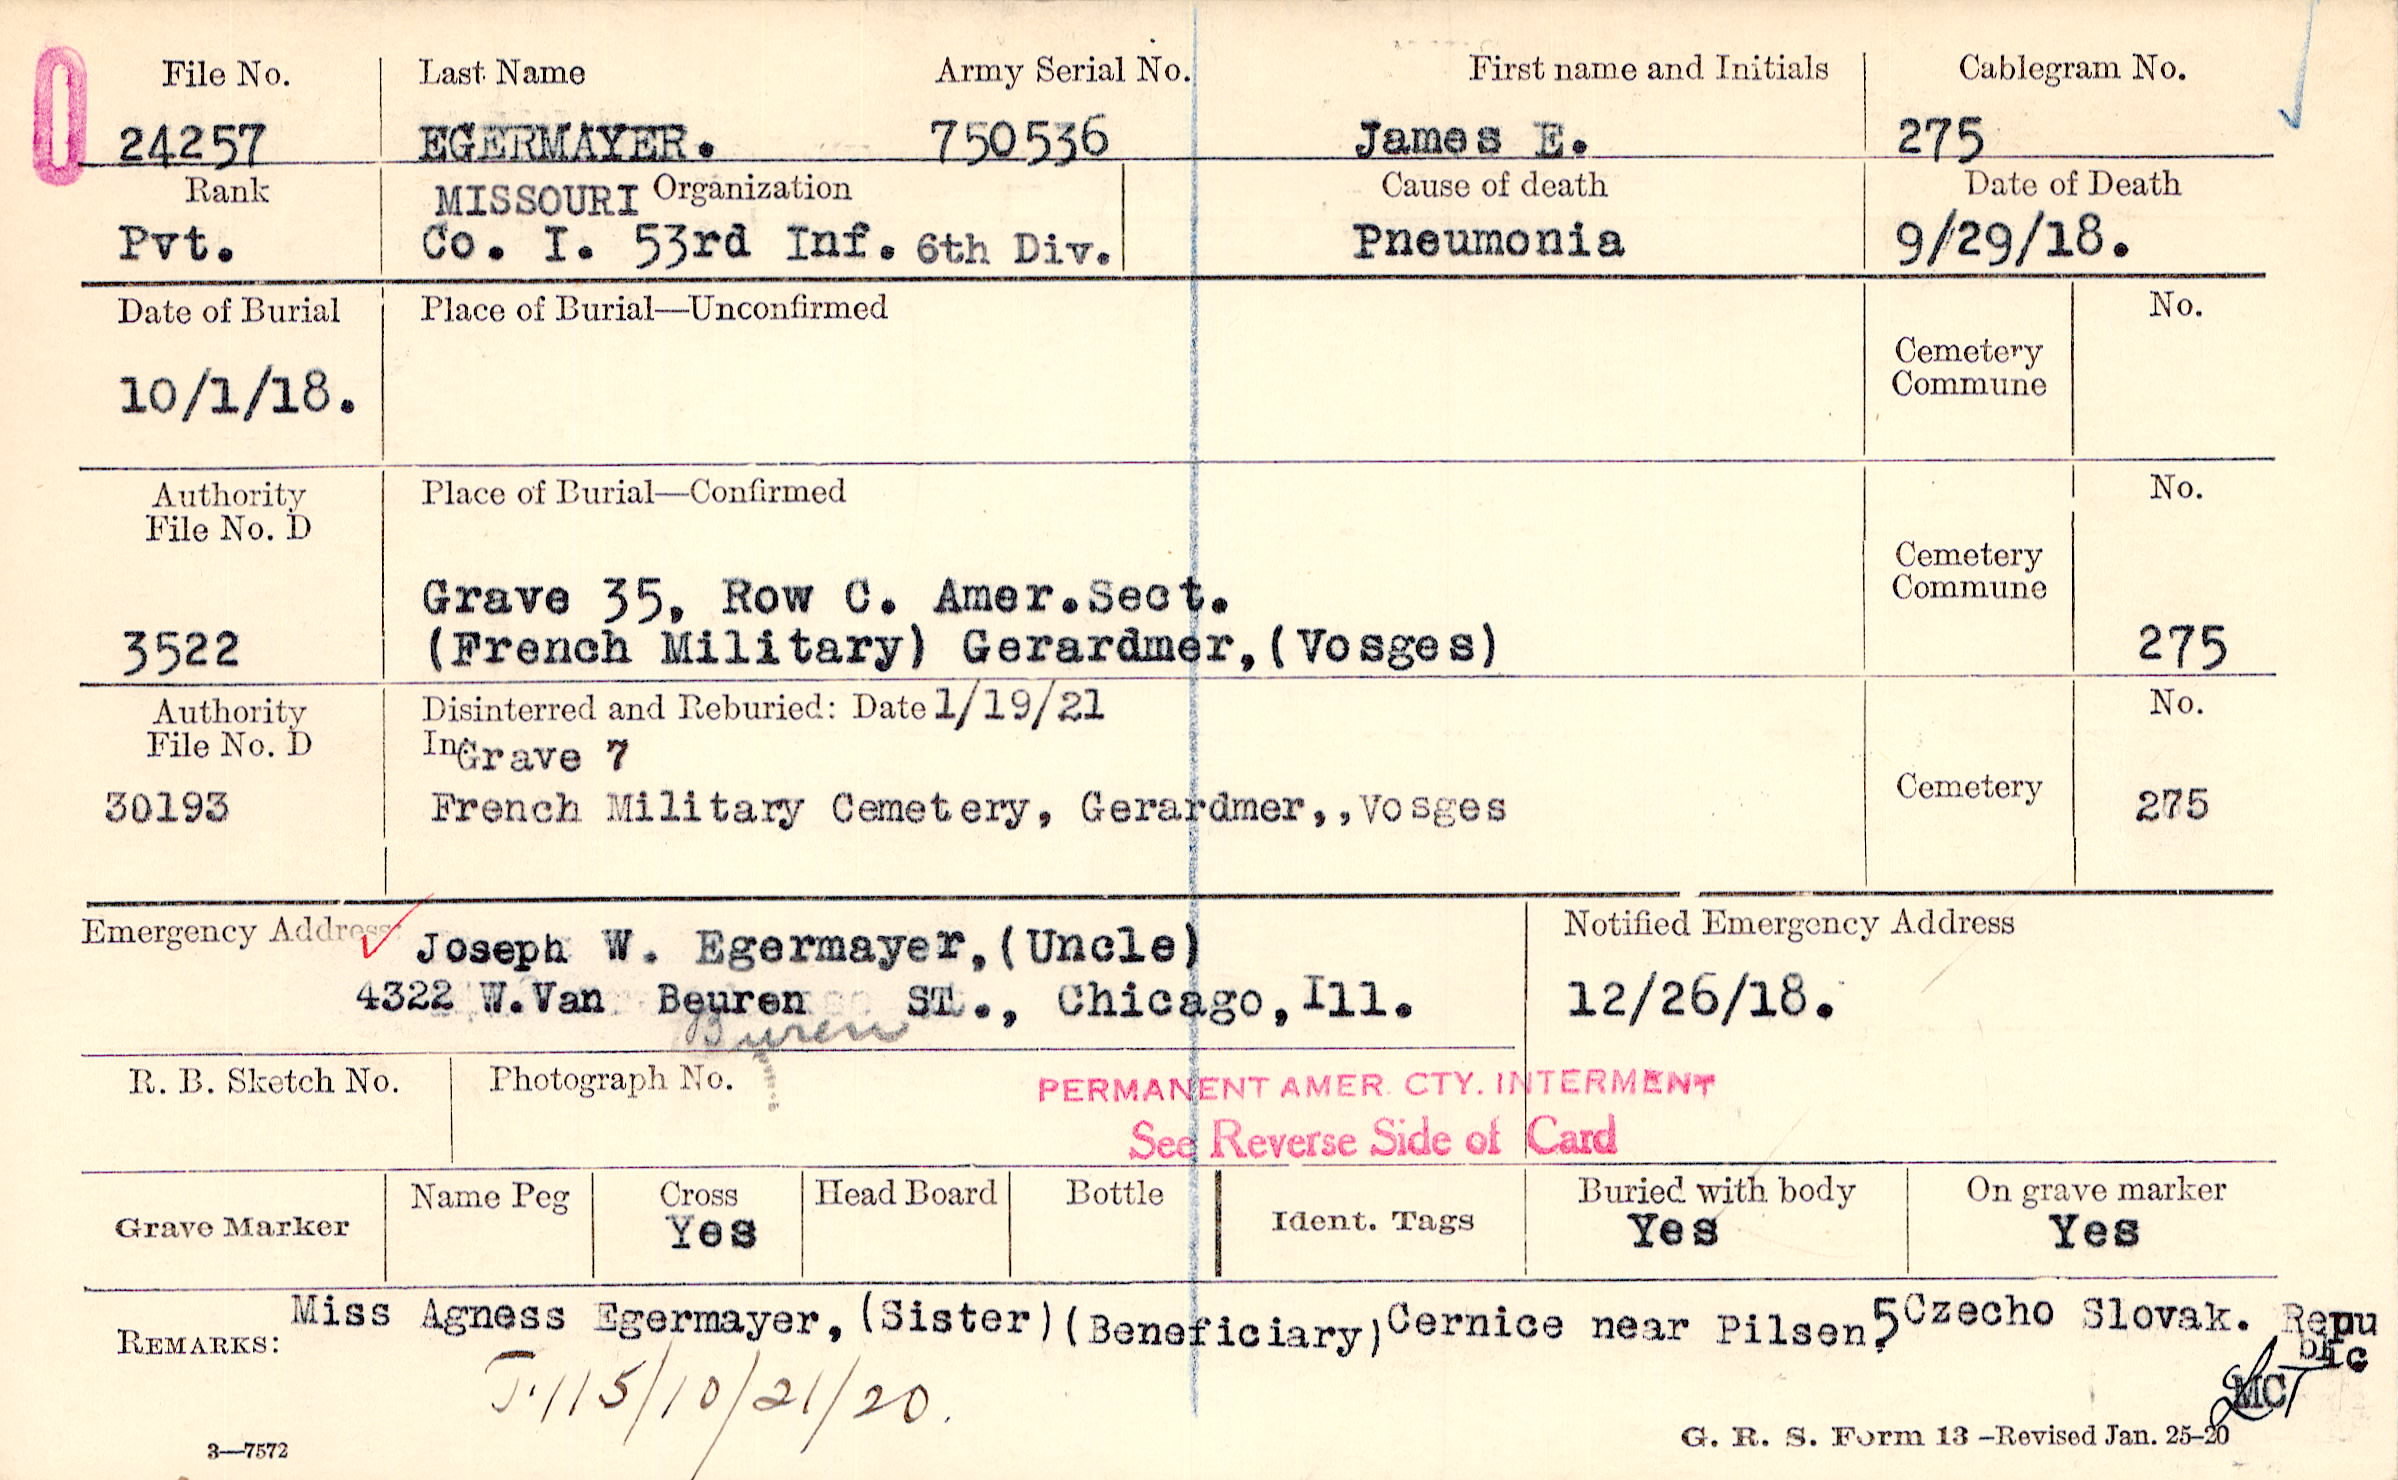 File No. Last Name Army Serial No. First name and Initials Cablegram No.
24257 EGERMAYER. 750536 James E. 275
Rank MISSOURI Organization Cause of death Date of Death
Pvt. Co. I. 53rd Inf. 6th Div. Pneumonia 9/29/18.
Date of Burial Place of Burial—Unconfirmed No.
Cemetery
Commune
10/1/18.
Authority Place of Burial—Confirmed No.
File No. D
Cemetery
Commune
Grave 35, Row C. Amer.Sect.
3522 (French Military) Gerardmer,(Vosges) 275
Authority Disinterred and Reburied: Date 1/19/21 No.
File No. D In Grave 7
Cemetery
30193 French Military Cemetery, Gerardmer,,Vosges 275
Emergency Address: Joseph W. Egermayer,(Uncle) Notified Emergency Address
4322 W.Van Beuren ST., Chicago,Ill. 12/26/18.
Buren
R. B. Sketch No. Photograph No. PERMANENT AMER. CTY. INTERMENT
See Reverse Side of Card
Grave Marker Name Peg Cross Head Board Bottle Ident. Tags Buried with body On grave marker
Yes Yes Yes
REMARKS: Miss Agness Egermayer,(Sister)(Beneficiary)Cernice near Pilsen5Czecho Slovak. Repu
blic
MCT
3—7572 G. R. S. Form 13 —Revised Jan. 25–20